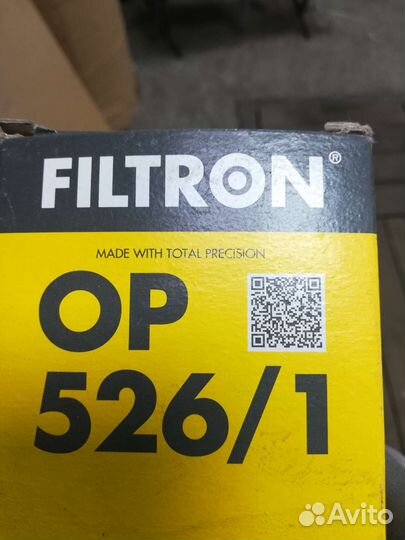 FILTRON®
MADE WITH TOTAL PRECISION
OP
526/1
Avito